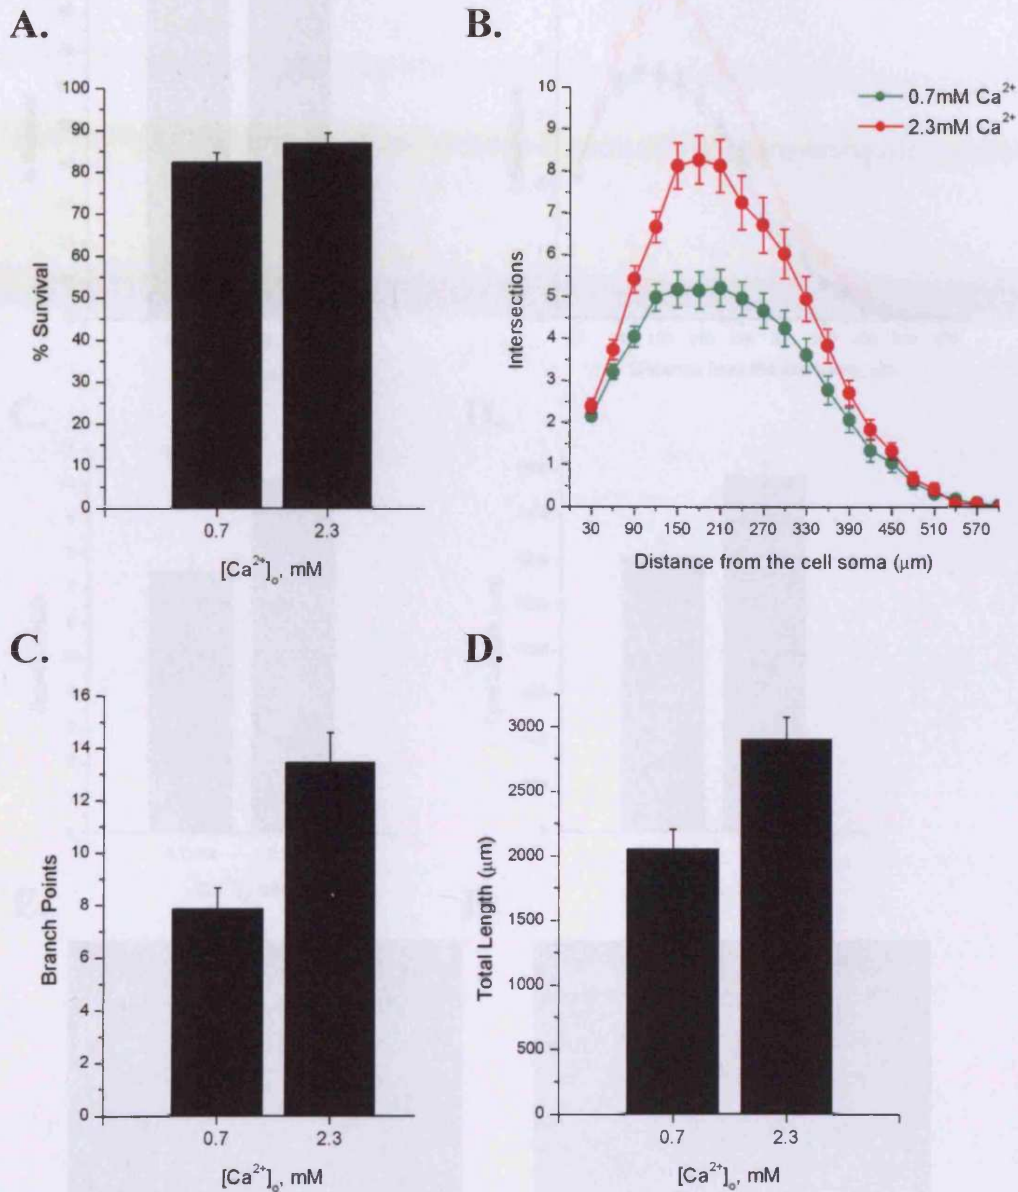 A.
% Survival
100
90
80
70
60
50
40
30
20
10
0
0.7 2.3
[Ca²⁺]ₒ, mM
B.
Intersections
10
9
8
7
6
5
4
3
2
1
0
0.7mM Ca²⁺
2.3mM Ca²⁺
30 90 150 210 270 330 390 450 510 570
Distance from the cell soma (μm)
C.
Branch Points
16
14
12
10
8
6
4
2
0
0.7 2.3
[Ca²⁺]ₒ, mM
D.
Total Length (μm)
3000
2500
2000
1500
1000
500
0
0.7 2.3
[Ca²⁺]ₒ, mM